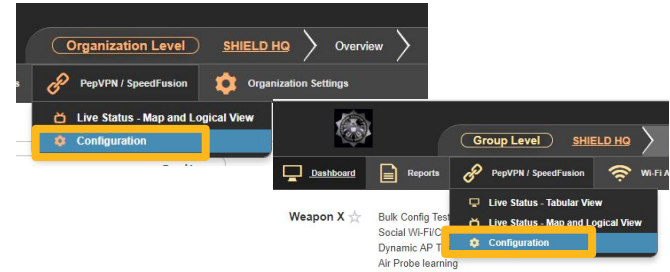 Organization Level SHIELD HQ Overview
s PepVPN / SpeedFusion Organization Settings
Live Status - Map and Logical View
Configuration
Group Level SHIELD HQ
Dashboard Reports PepVPN / SpeedFusion Wi-Fi A
Live Status - Tabular View
Weapon X Bulk Config Test Live Status - Map and Logical View
Social Wi-Fi/C Configuration
Dynamic AP T
Air Probe learning